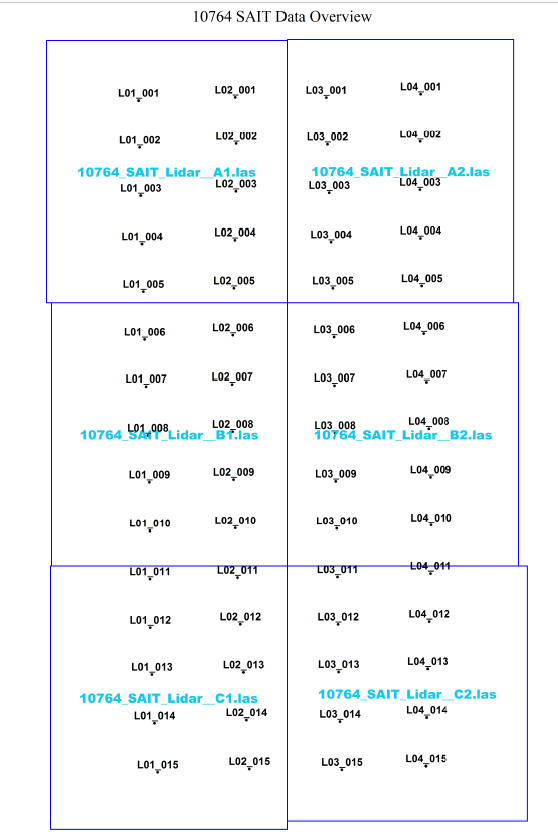 10764 SAIT Data Overview
L01_001 L02_001 L03_001 L04_001
L01_002 L02_002 L03_002 L04_002
10764_SAIT_Lidar__A1.las 10764_SAIT_Lidar__A2.las
L01_003 L02_003 L03_003 L04_003
L01_004 L02_004 L03_004 L04_004
L01_005 L02_005 L03_005 L04_005
L01_006 L02_006 L03_006 L04_006
L01_007 L02_007 L03_007 L04_007
L01_008 L02_008 L03_008 L04_008
10764_SAIT_Lidar__B1.las 10764_SAIT_Lidar__B2.las
L01_009 L02_009 L03_009 L04_009
L01_010 L02_010 L03_010 L04_010
L01_011 L02_011 L03_011 L04_011
L01_012 L02_012 L03_012 L04_012
L01_013 L02_013 L03_013 L04_013
10764_SAIT_Lidar__C1.las 10764_SAIT_Lidar__C2.las
L01_014 L02_014 L03_014 L04_014
L01_015 L02_015 L03_015 L04_015